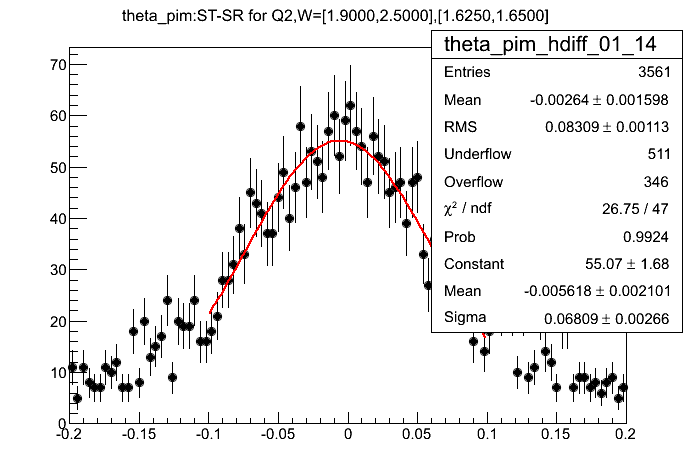 theta_pim:ST-SR for Q2,W=[1.9000,2.5000],[1.6250,1.6500]
theta_pim_hdiff_01_14
Entries 3561
Mean -0.00264 ± 0.001598
RMS 0.08309 ± 0.00113
Underflow 511
Overflow 346
χ² / ndf 26.75 / 47
Prob 0.9924
Constant 55.07 ± 1.68
Mean -0.005618 ± 0.002101
Sigma 0.06809 ± 0.00266
70
60
50
40
30
20
10
0
-0.2 -0.15 -0.1 -0.05 0 0.05 0.1 0.15 0.2